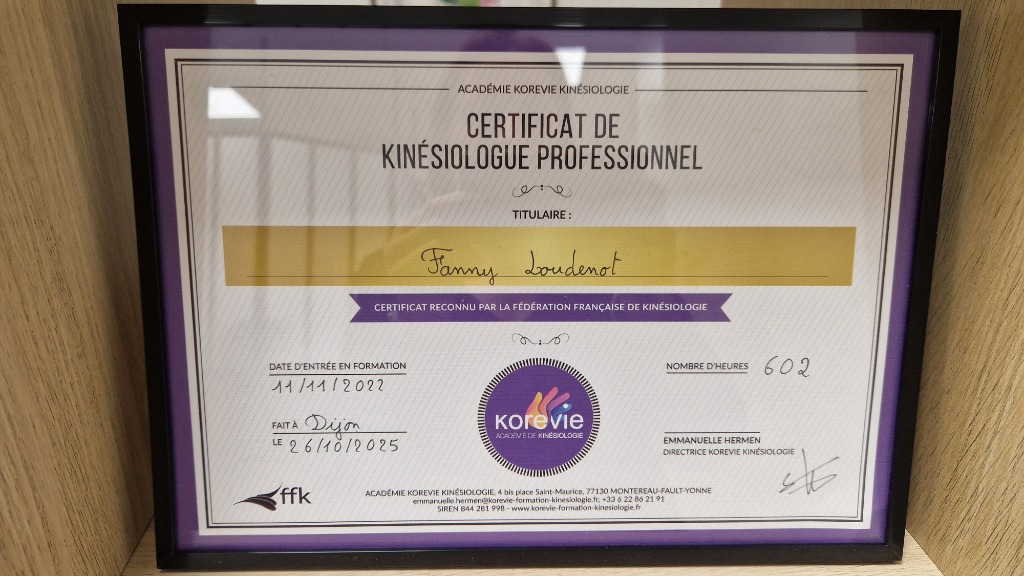 ACADÉMIE KOREVIE KINÉSIOLOGIE
CERTIFICAT DE
KINÉSIOLOGUE PROFESSIONNEL
TITULAIRE :
Fanny Loudenot
CERTIFICAT RECONNU PAR LA FÉDÉRATION FRANÇAISE DE KINÉSIOLOGIE
DATE D'ENTRÉE EN FORMATION
11/11/2022
NOMBRE D'HEURES 602
FAIT À Dijon
LE 26/10/2025
korevie
ACADÉMIE DE KINÉSIOLOGIE
EMMANUELLE HERMEN
DIRECTRICE KOREVIE KINÉSIOLOGIE
ffk
ACADÉMIE KOREVIE KINÉSIOLOGIE, 4 bis place Saint-Maurice, 77130 MONTEREAU-FAULT-YONNE
emmanuelle.hermen@korevie-formation-kinesiologie.fr, +33 6 22 86 21 91
SIREN 844 281 998 - www.korevie-formation-kinesiologie.fr